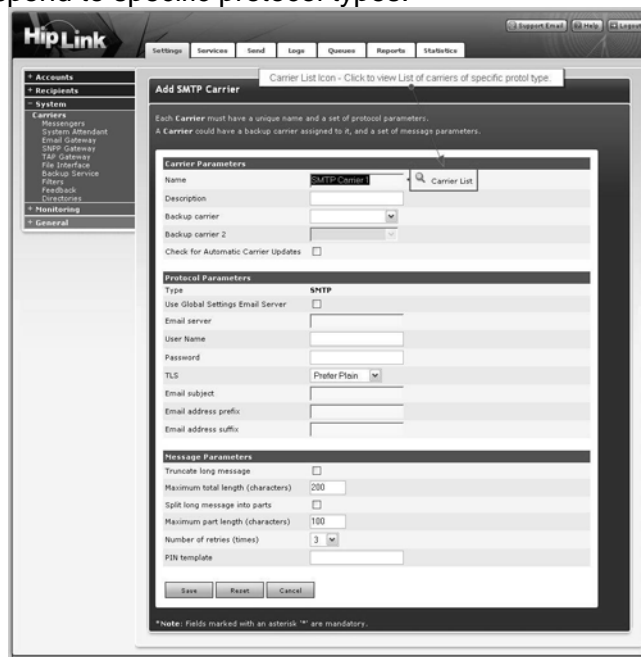 spond to specific protocol types.
HipLink
Support Email Help Logout
Settings Services Send Logs Queues Reports Statistics
+ Accounts
+ Recipients
- System
Carriers
Messengers
System Attendant
Email Gateway
SNPP Gateway
TAP Gateway
File Interface
Backup Service
Filters
Feedback
Directories
+ Monitoring
+ General
Carrier List Icon - Click to view List of carriers of specific protol type.
Add SMTP Carrier
Each Carrier must have a unique name and a set of protocol parameters.
A Carrier could have a backup carrier assigned to it, and a set of message parameters.
Carrier Parameters
Name SMTP Carrier 1 * Carrier List
Description
Backup carrier
Backup carrier 2
Check for Automatic Carrier Updates
Protocol Parameters
Type SMTP
Use Global Settings Email Server
Email server
User Name
Password
TLS Prefer Plain
Email subject
Email address prefix
Email address suffix
Message Parameters
Truncate long message
Maximum total length (characters) 200
Split long message into parts
Maximum part length (characters) 100
Number of retries (times) 3
PIN template
Save Reset Cancel
*Note: Fields marked with an asterisk '*' are mandatory.